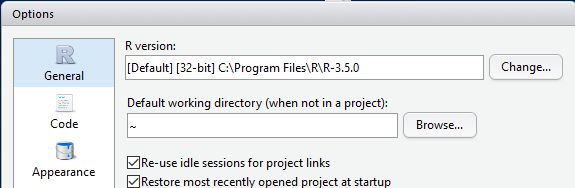 Options
R
General
Code
Appearance
R version:
[Default] [32-bit] C:\Program Files\R\R-3.5.0
Change...
Default working directory (when not in a project):
~
Browse...
Re-use idle sessions for project links
Restore most recently opened project at startup